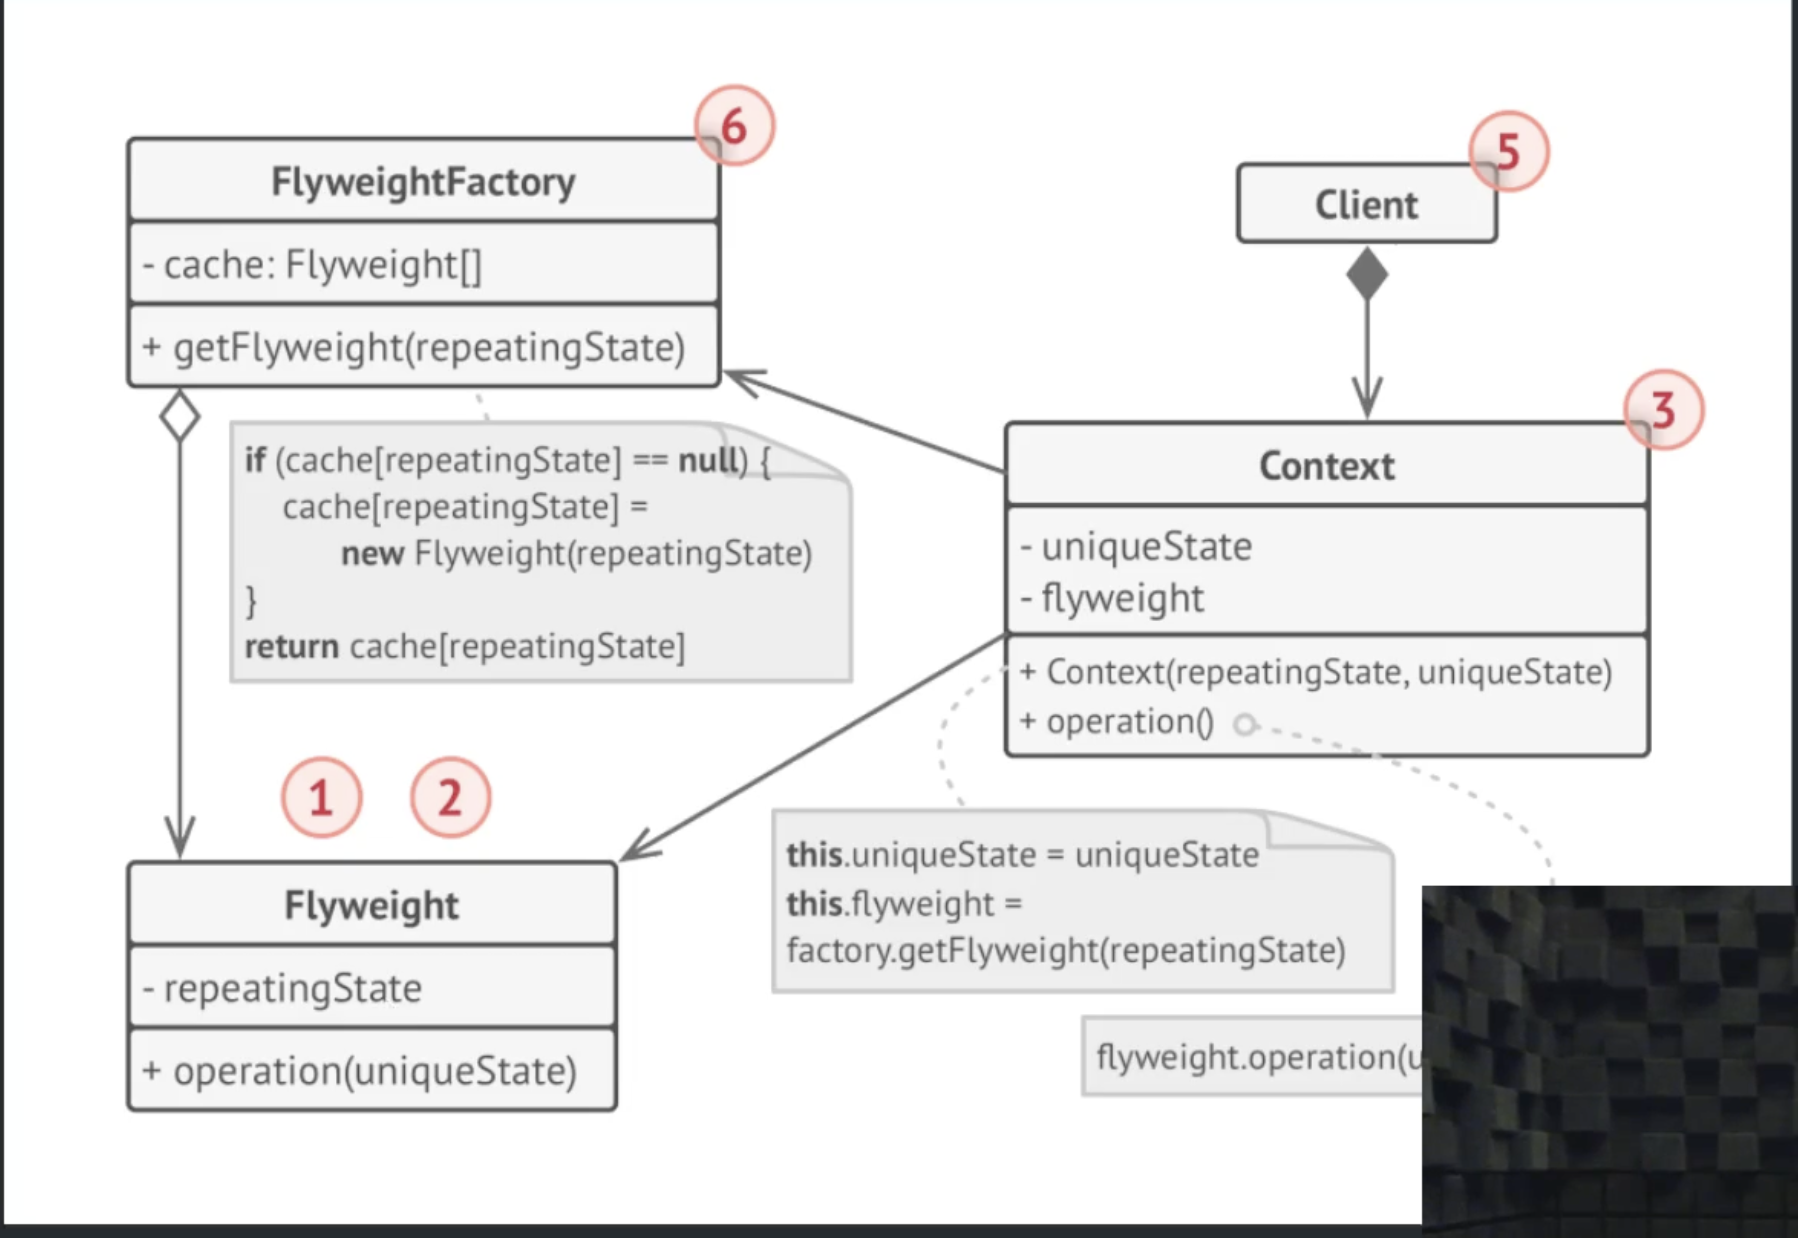 6
FlyweightFactory
- cache: Flyweight[]
+ getFlyweight(repeatingState)
if (cache[repeatingState] == null) {
cache[repeatingState] =
new Flyweight(repeatingState)
}
return cache[repeatingState]
5
Client
3
Context
- uniqueState
- flyweight
+ Context(repeatingState, uniqueState)
+ operation()
this.uniqueState = uniqueState
this.flyweight =
factory.getFlyweight(repeatingState)
flyweight.operation(u
1 2
Flyweight
- repeatingState
+ operation(uniqueState)